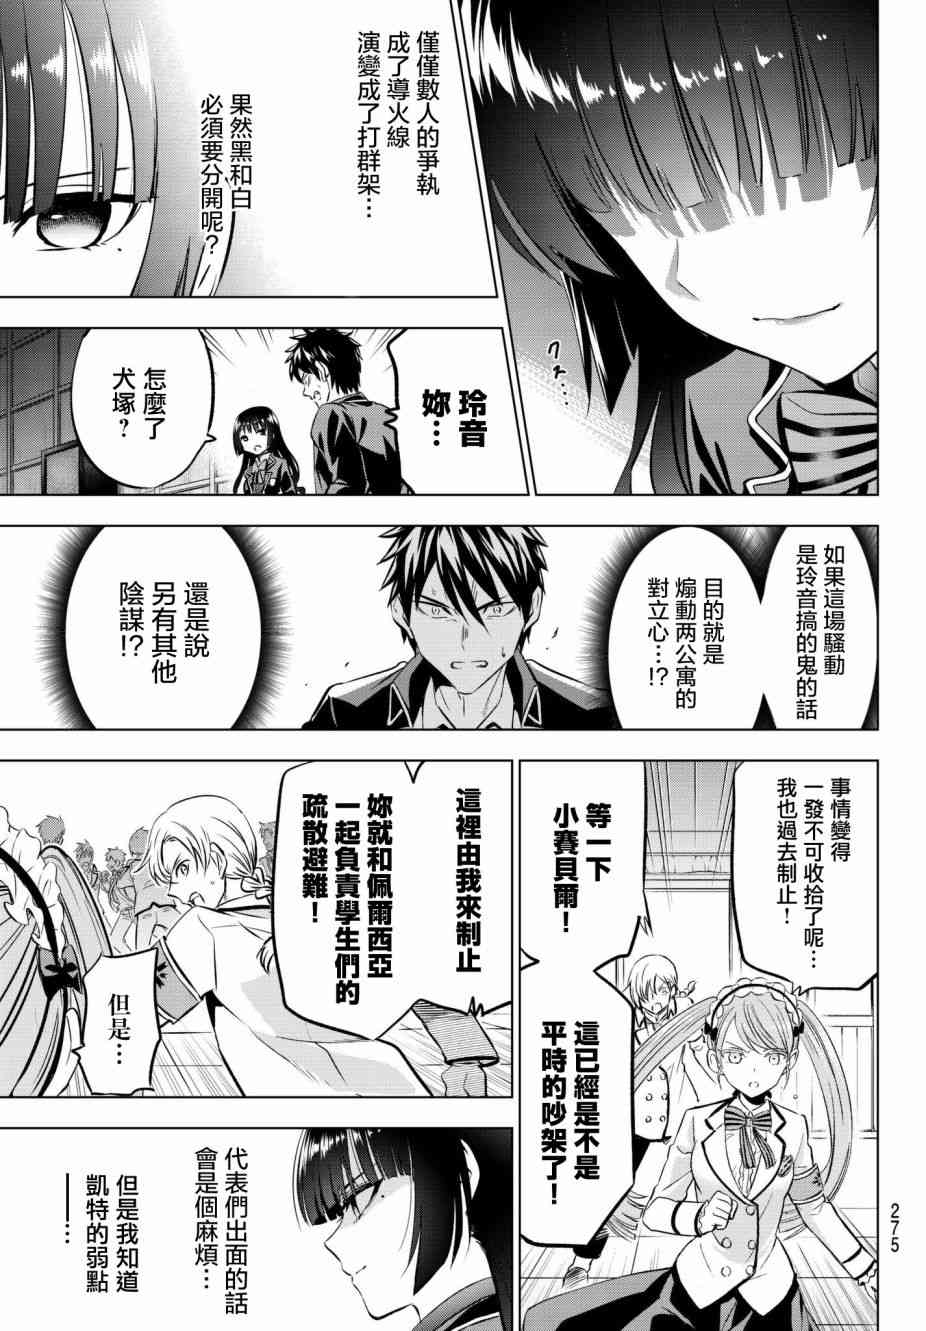 僅僅數人的爭執
成了導火線
演變成了打群架…
果然黑和白
必須要分開呢？
玲音
妳…
怎麼了
犬塚？
如果這場騷動
是玲音搞的鬼的話
目的就是
煽動两公寓的
對立心…!?
還是說
另有其他
陰謀!?
事情變得
一發不可收拾了呢…
我也過去制止！
等一下
小賽貝爾！
這已經是不是
平時的吵架了！
這裡由我來制止
妳就和佩爾西亞
一起負責學生們的
疏散避難！
但是…
代表們出面的話
會是個麻煩…
但是我知道
凱特的弱點
——…
275